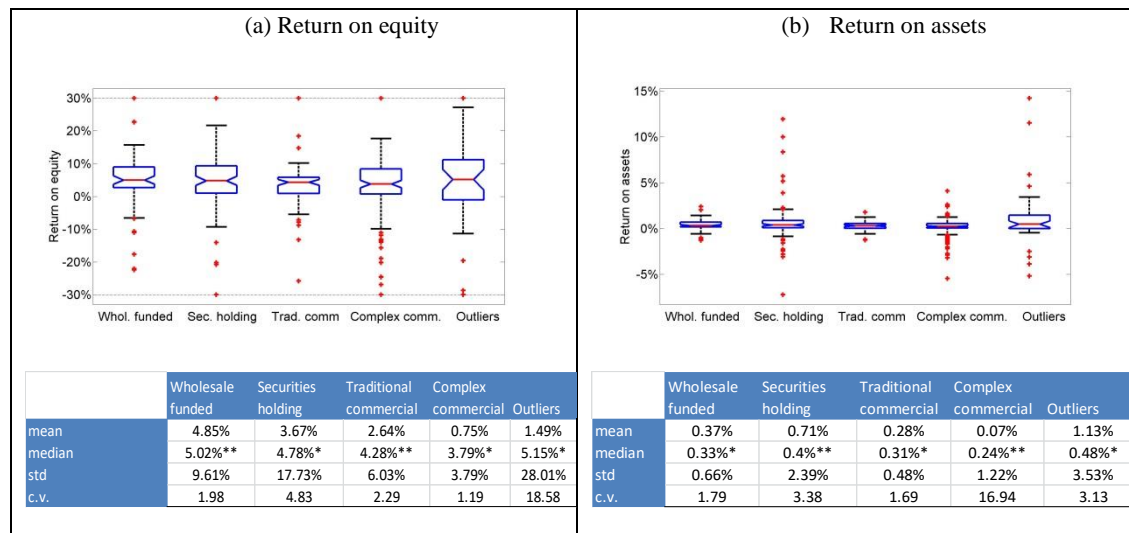 (a) Return on equity
30%
20%
10%
0%
-10%
-20%
-30%
Return on equity
Whol. funded Sec. holding Trad. comm Complex comm. Outliers
Wholesale funded Securities holding Traditional commercial Complex commercial Outliers
mean 4.85% 3.67% 2.64% 0.75% 1.49%
median 5.02%** 4.78%* 4.28%** 3.79%* 5.15%*
std 9.61% 17.73% 6.03% 3.79% 28.01%
c.v. 1.98 4.83 2.29 1.19 18.58
(b) Return on assets
15%
10%
5%
0%
-5%
Return on assets
Whol. funded Sec. holding Trad. comm Complex comm. Outliers
Wholesale funded Securities holding Traditional commercial Complex commercial Outliers
mean 0.37% 0.71% 0.28% 0.07% 1.13%
median 0.33%* 0.4%** 0.31%* 0.24%** 0.48%*
std 0.66% 2.39% 0.48% 1.22% 3.53%
c.v. 1.79 3.38 1.69 16.94 3.13